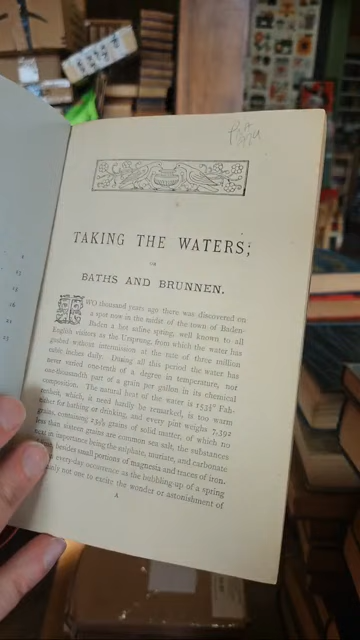 TAKING THE WATERS;
OR
BATHS AND BRUNNEN.
TWO thousand years ago there was discovered on
a spot now in the midst of the town of Baden-
Baden a hot saline spring, well known to all
English visitors as the Ursprung, from which the water has
gushed without intermission at the rate of three million
cubic inches daily. During all this period the water has
never varied one-tenth of a degree in temperature, nor
one-thousandth part of a grain per gallon in its chemical
composition. The natural heat of the water is 153½° Fah-
renheit, which, it need hardly be remarked, is too warm
either for bathing or drinking, and every pint weighs 7,392
grains, containing 23⅖ grains of solid matter, of which no
less than sixteen grains are common sea salt, the substances
next in importance being the sulphate, muriate, and carbonate
besides small portions of magnesia and traces of iron.
every-day occurrence as the bubbling-up of a spring
only not one to excite the wonder or astonishment of
A